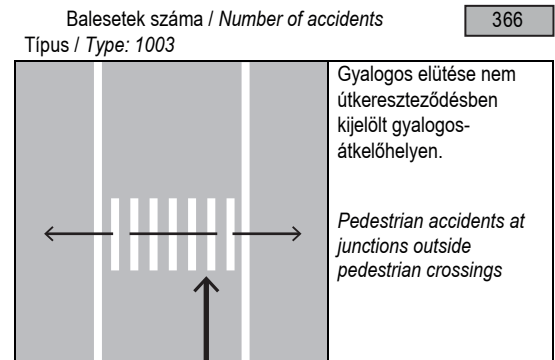 Balesetek száma / Number of accidents 366
Típus / Type: 1003
Gyalogos elütése nem
útkereszteződésben
kijelölt gyalogos-
átkelőhelyen.
Pedestrian accidents at
junctions outside
pedestrian crossings